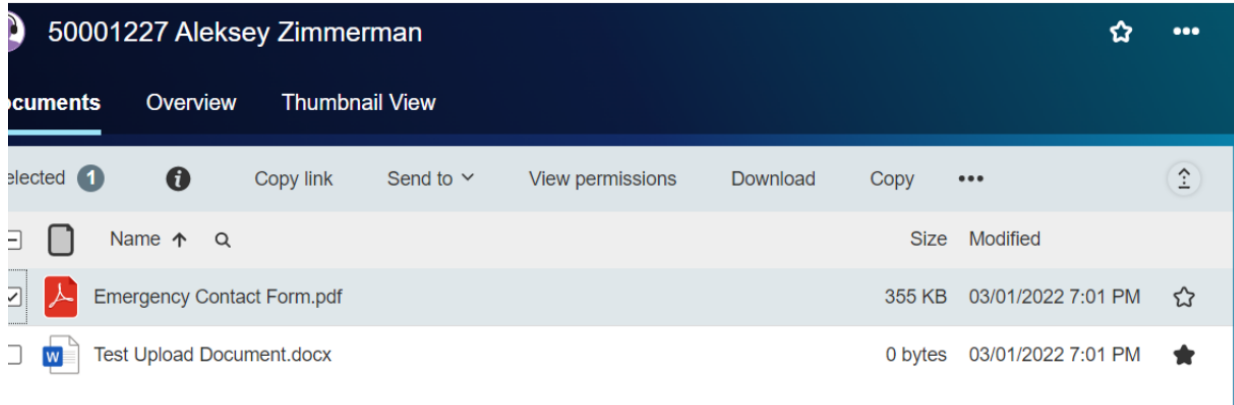 50001227 Aleksey Zimmerman
ocuments Overview Thumbnail View
elected 1 Copy link Send to View permissions Download Copy
Name Size Modified
Emergency Contact Form.pdf 355 KB 03/01/2022 7:01 PM
W Test Upload Document.docx 0 bytes 03/01/2022 7:01 PM